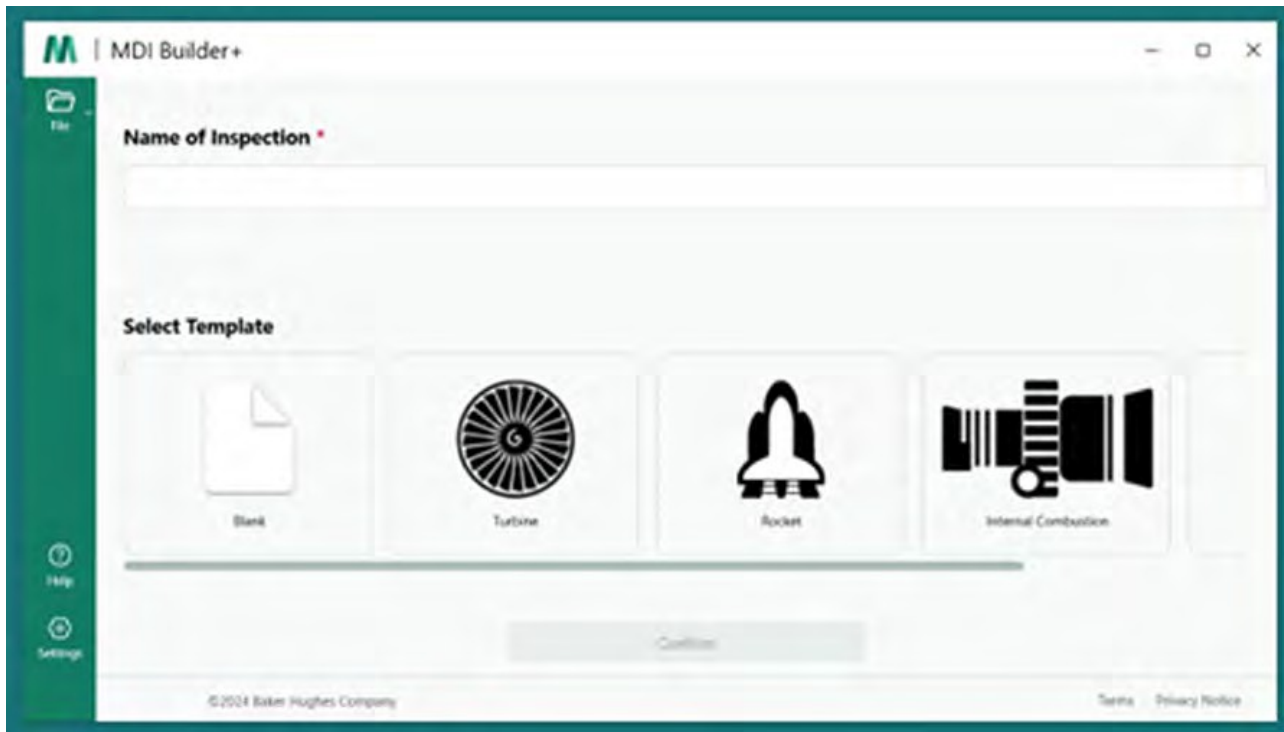 MDI Builder+
File
Name of Inspection *
Select Template
Blank
Turbine
Rocket
Internal Combustion
Help
Settings
Confirm
©2024 Baker Hughes Company
Terms
Privacy Notice